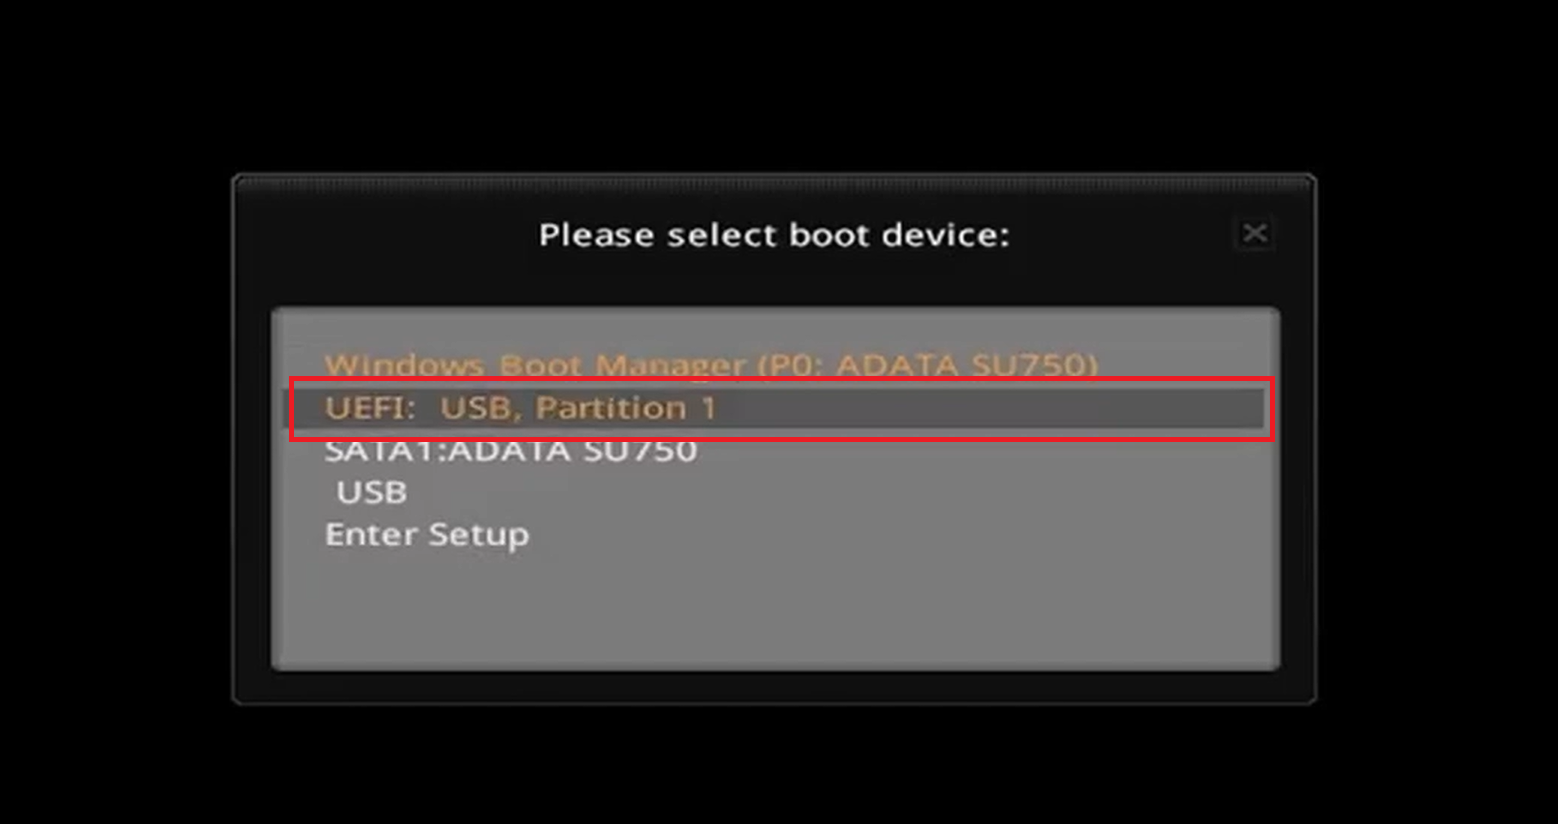 Please select boot device:
Windows Boot Manager (P0: ADATA SU750)
UEFI:  USB, Partition 1
SATA1:ADATA SU750
USB
Enter Setup